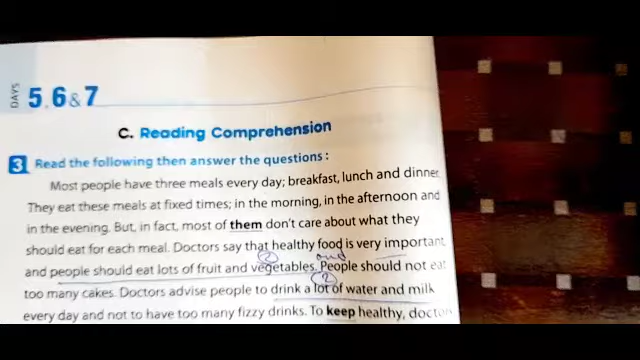 DAYS
5,6&7
C. Reading Comprehension
3 Read the following then answer the questions:
Most people have three meals every day; breakfast, lunch and dinner.
They eat these meals at fixed times; in the morning, in the afternoon and
in the evening. But, in fact, most of them don't care about what they
should eat for each meal. Doctors say that healthy food is very important
and people should eat lots of fruit and vegetables. People should not eat
too many cakes. Doctors advise people to drink a lot of water and milk
every day and not to have too many fizzy drinks. To keep healthy,